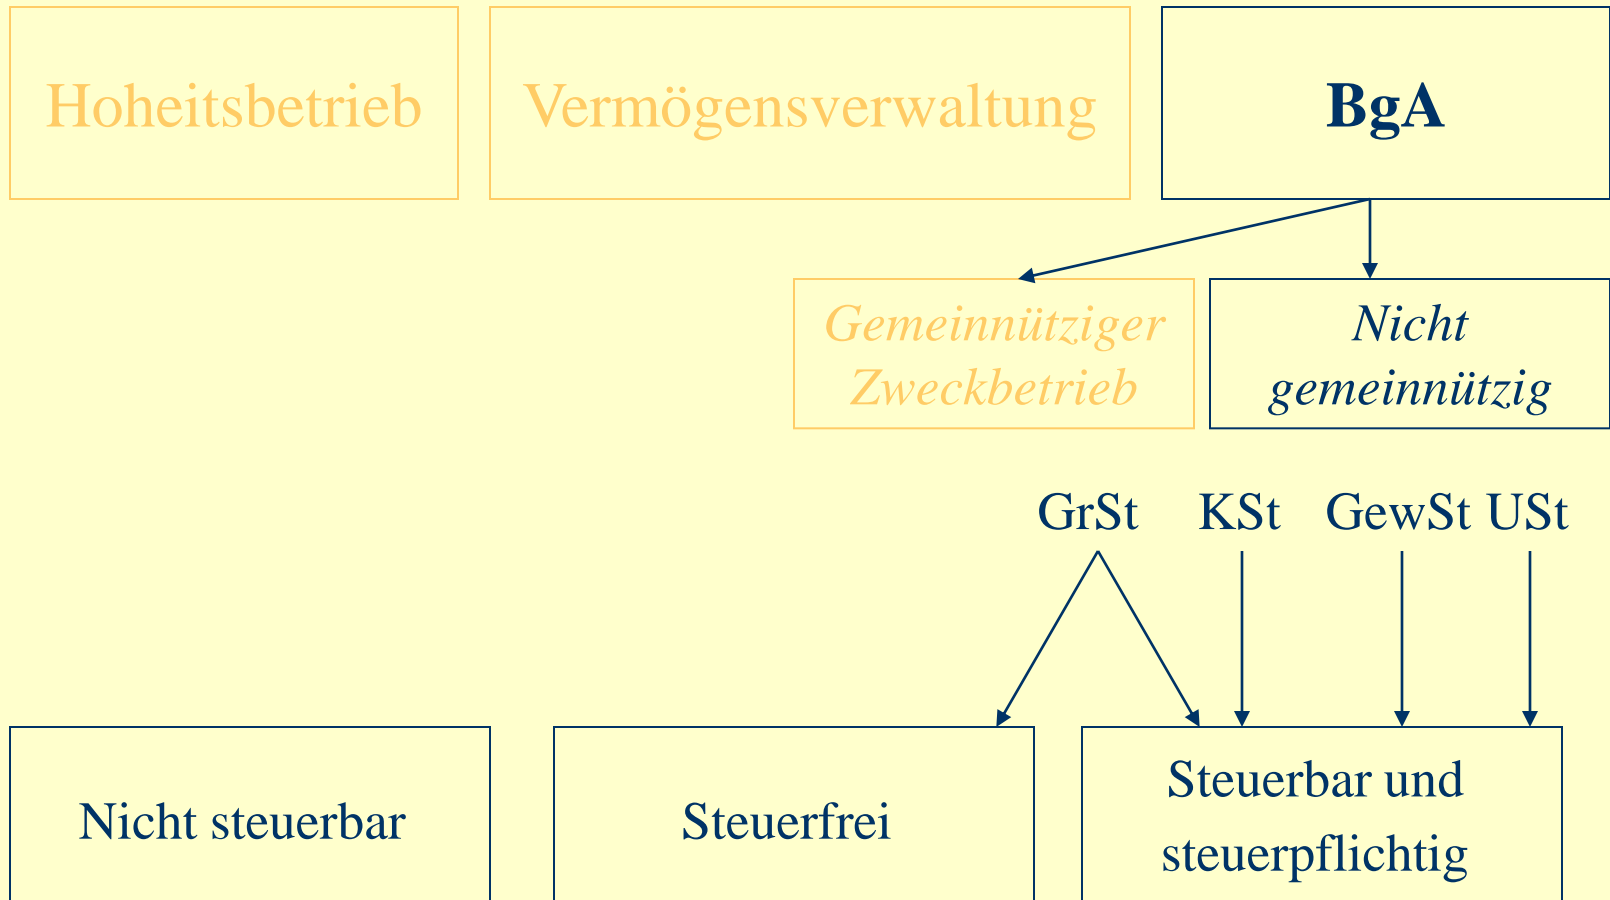 Hoheitsbetrieb
Vermögensverwaltung
BgA
Gemeinnütziger
Zweckbetrieb
Nicht
gemeinnützig
GrSt KSt GewSt USt
Nicht steuerbar
Steuerfrei
Steuerbar und
steuerpflichtig